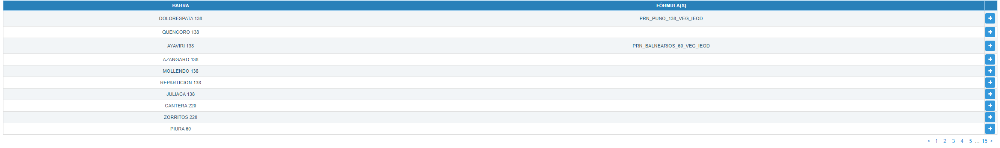 BARRA FÓRMULA(S)
DOLORESPATA 138 PRN_PUNO_138_VEG_IEOD
QUENCORO 138
AYAVIRI 138 PRN_BALNEARIOS_60_VEG_IEOD
AZANGARO 138
MOLLENDO 138
REPARTICION 138
JULIACA 138
CANTERA 220
ZORRITOS 220
PIURA 60
< 1 2 3 4 5 ... 15 >